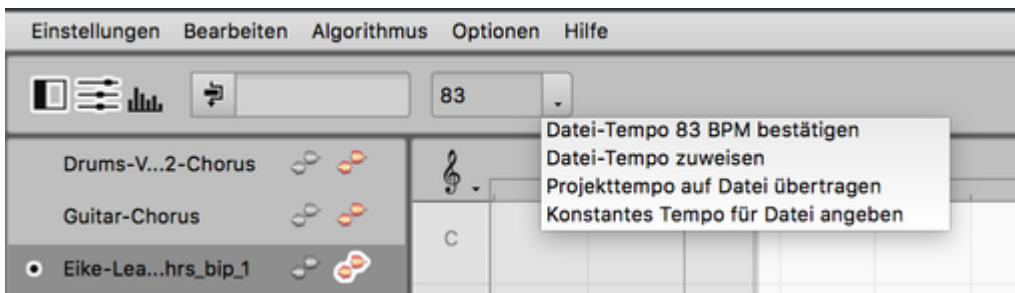 Einstellungen Bearbeiten Algorithmus Optionen Hilfe
83
Datei-Tempo 83 BPM bestätigen
Datei-Tempo zuweisen
Projekttempo auf Datei übertragen
Konstantes Tempo für Datei angeben
Drums-V...2-Chorus
Guitar-Chorus
C
Eike-Lea...hrs_bip_1